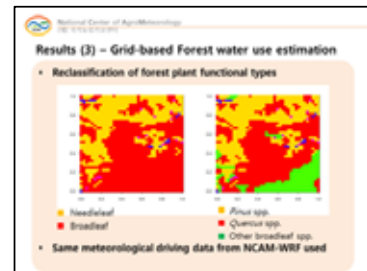 National Center of AgroMeteorology
Results (3) – Grid-based Forest water use estimation
• Reclassification of forest plant functional types
Needleleaf
Broadleaf
Pinus spp.
Quercus spp.
Other broadleaf spp.
• Same meteorological driving data from NCAM-WRF used